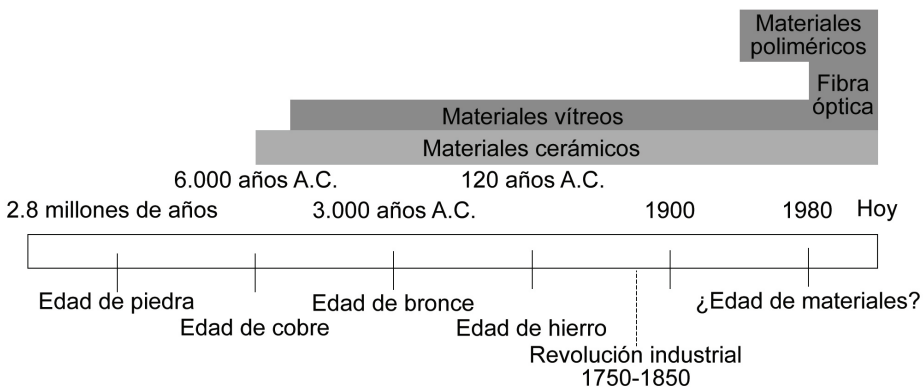 Materiales
poliméricos
Fibra
óptica
Materiales vítreos
Materiales cerámicos
6.000 años A.C.
120 años A.C.
2.8 millones de años
3.000 años A.C.
1900
1980
Hoy
Edad de piedra
Edad de cobre
Edad de bronce
Edad de hierro
¿Edad de materiales?
Revolución industrial
1750-1850